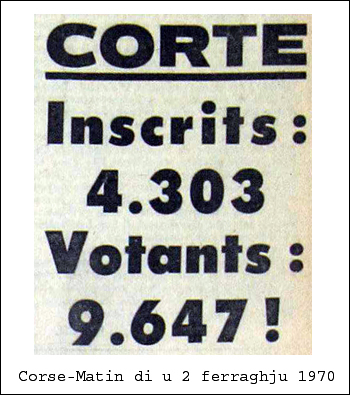 CORTE
Inscrits :
4.303
Votants :
9.647 !
Corse-Matin di u 2 ferraghju 1970